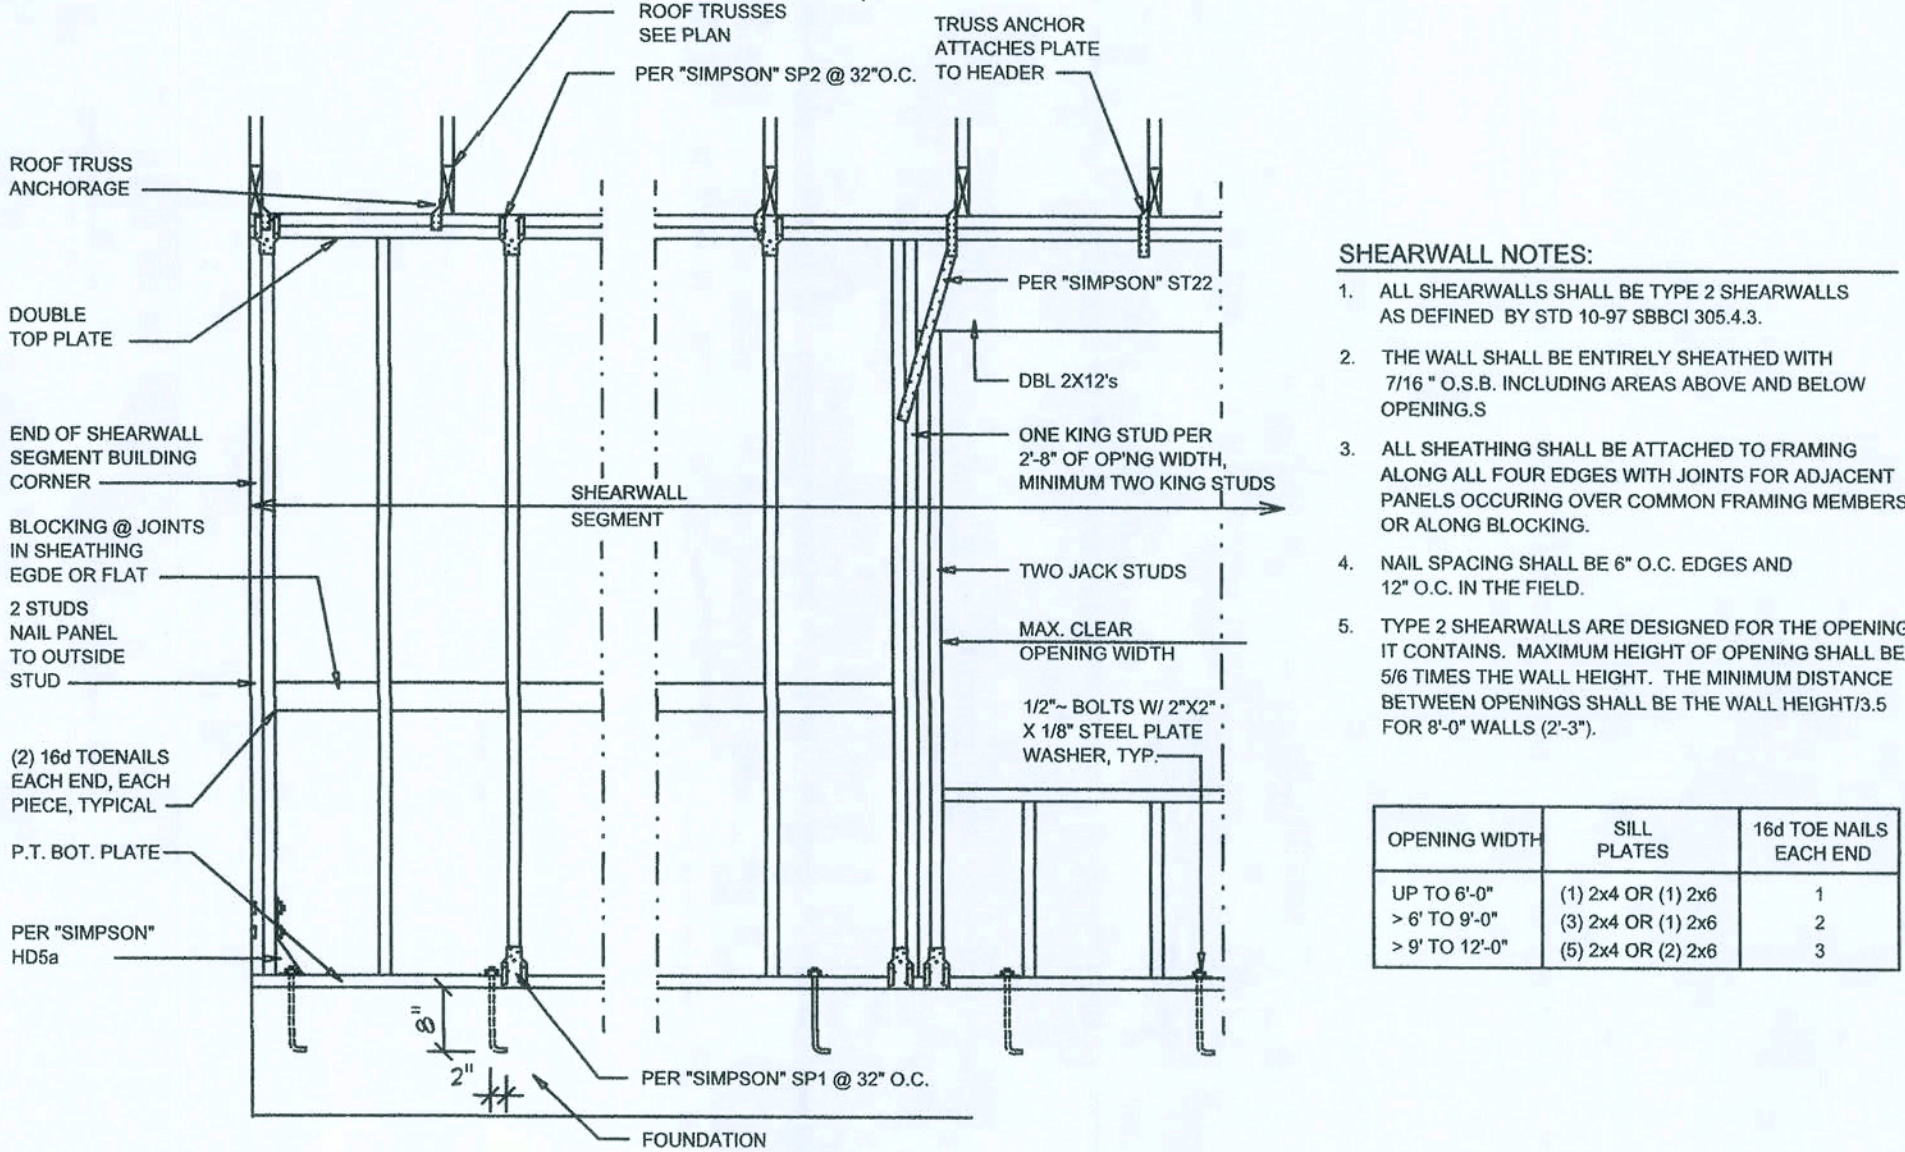 ROOF TRUSSES
SEE PLAN
PER "SIMPSON" SP2 @ 32"O.C.
TRUSS ANCHOR
ATTACHES PLATE
TO HEADER
ROOF TRUSS
ANCHORAGE
DOUBLE
TOP PLATE
END OF SHEARWALL
SEGMENT BUILDING
CORNER
BLOCKING @ JOINTS
IN SHEATHING
EGDE OR FLAT
2 STUDS
NAIL PANEL
TO OUTSIDE
STUD
(2) 16d TOENAILS
EACH END, EACH
PIECE, TYPICAL
P.T. BOT. PLATE
PER "SIMPSON"
HD5a
SHEARWALL
SEGMENT
PER "SIMPSON" ST22
DBL 2X12's
ONE KING STUD PER
2'-8" OF OP'NG WIDTH,
MINIMUM TWO KING STUDS
TWO JACK STUDS
MAX. CLEAR
OPENING WIDTH
1/2"~ BOLTS W/ 2"X2"
X 1/8" STEEL PLATE
WASHER, TYP.
8"
2"
PER "SIMPSON" SP1 @ 32" O.C.
FOUNDATION
SHEARWALL NOTES:
1. ALL SHEARWALLS SHALL BE TYPE 2 SHEARWALLS
AS DEFINED BY STD 10-97 SBBCI 305.4.3.
2. THE WALL SHALL BE ENTIRELY SHEATHED WITH
7/16 " O.S.B. INCLUDING AREAS ABOVE AND BELOW
OPENING.S
3. ALL SHEATHING SHALL BE ATTACHED TO FRAMING
ALONG ALL FOUR EDGES WITH JOINTS FOR ADJACENT
PANELS OCCURING OVER COMMON FRAMING MEMBERS
OR ALONG BLOCKING.
4. NAIL SPACING SHALL BE 6" O.C. EDGES AND
12" O.C. IN THE FIELD.
5. TYPE 2 SHEARWALLS ARE DESIGNED FOR THE OPENING
IT CONTAINS. MAXIMUM HEIGHT OF OPENING SHALL BE
5/6 TIMES THE WALL HEIGHT. THE MINIMUM DISTANCE
BETWEEN OPENINGS SHALL BE THE WALL HEIGHT/3.5
FOR 8'-0" WALLS (2'-3").
OPENING WIDTH SILL PLATES 16d TOE NAILS EACH END
UP TO 6'-0" (1) 2x4 OR (1) 2x6 1
> 6' TO 9'-0" (3) 2x4 OR (1) 2x6 2
> 9' TO 12'-0" (5) 2x4 OR (2) 2x6 3